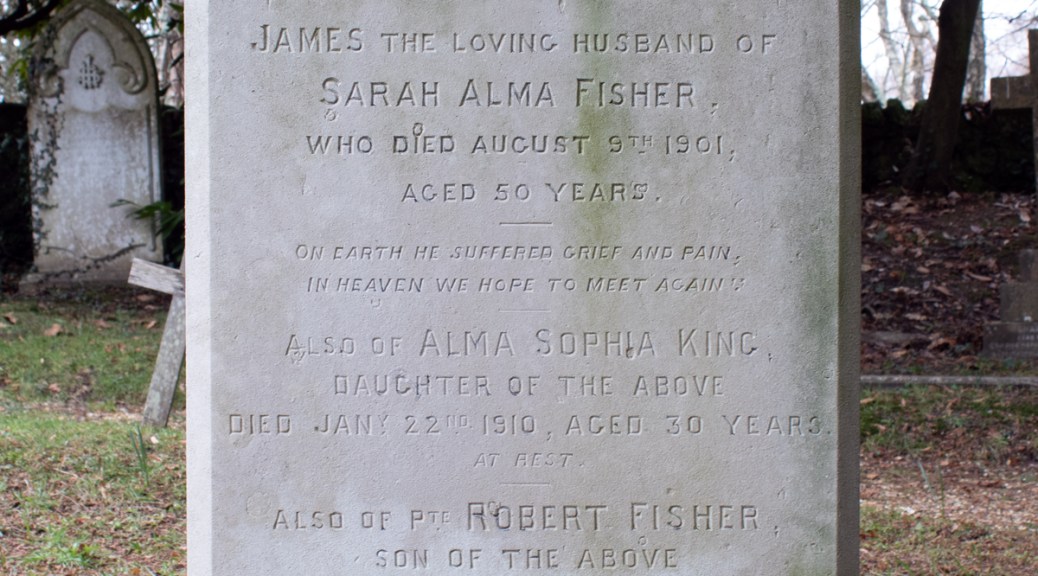 JAMES THE LOVING HUSBAND OF
SARAH ALMA FISHER,
WHO DIED AUGUST 9TH 1901,
AGED 50 YEARS.
ON EARTH HE SUFFERED GRIEF AND PAIN,
IN HEAVEN WE HOPE TO MEET AGAIN"
ALSO OF ALMA SOPHIA KING,
DAUGHTER OF THE ABOVE
DIED JANY 22ND 1910, AGED 30 YEARS.
AT REST.
ALSO OF PTE ROBERT FISHER,
SON OF THE ABOVE